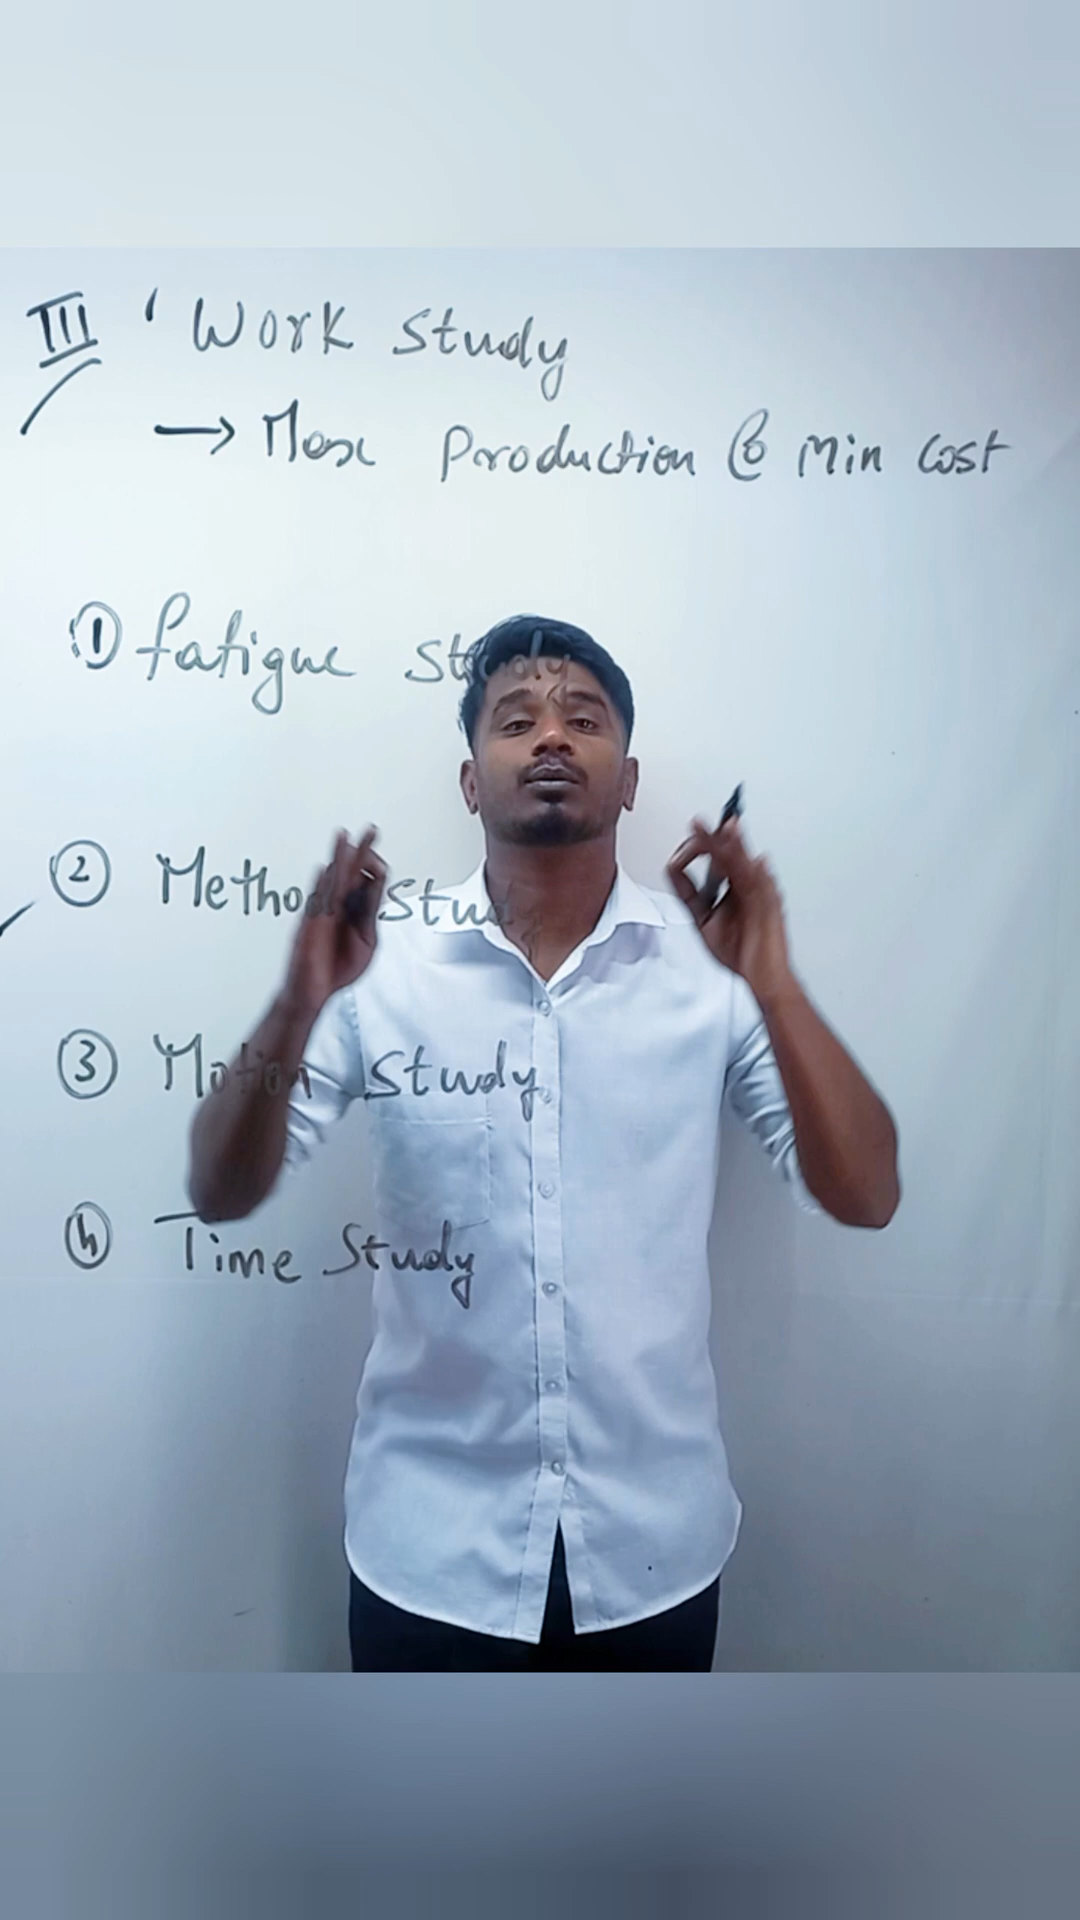 III ' Work Study
→ Max Production @ Min Cost
① Fatigue Study
② Method Study
③ Motion Study
④ Time Study